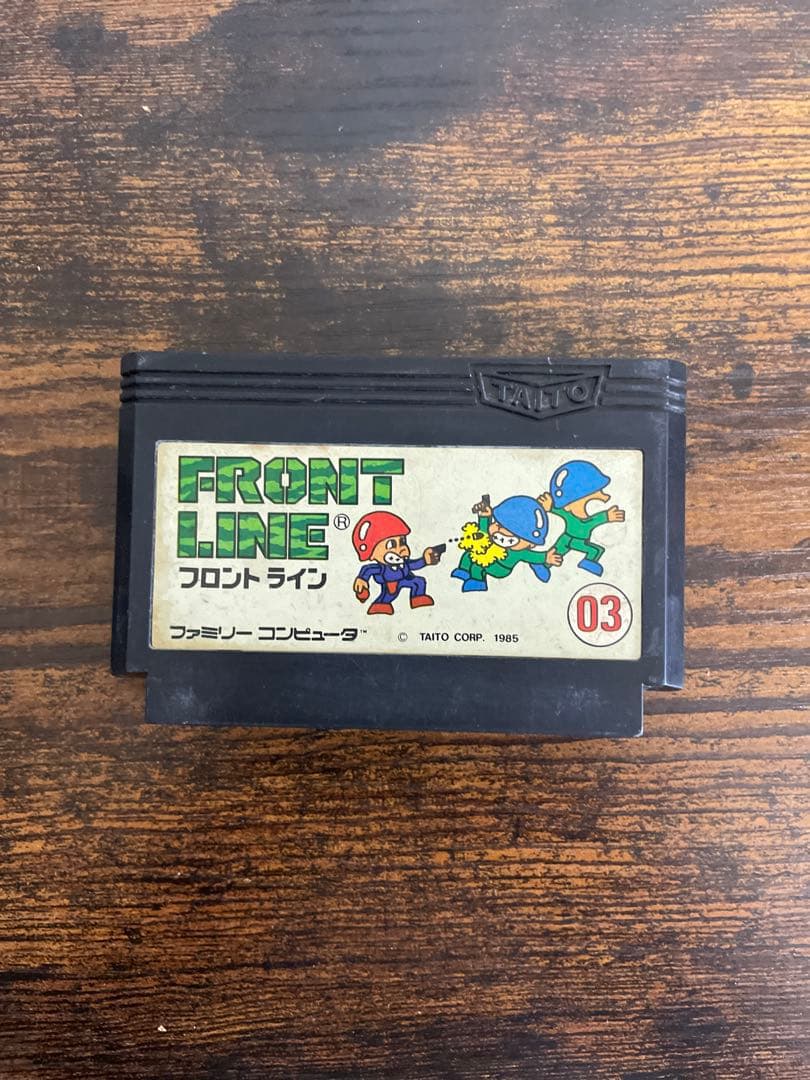 TAITO
FRONT
LINE®
フロント ライン
ファミリー コンピュータ™
© TAITO CORP. 1985
03